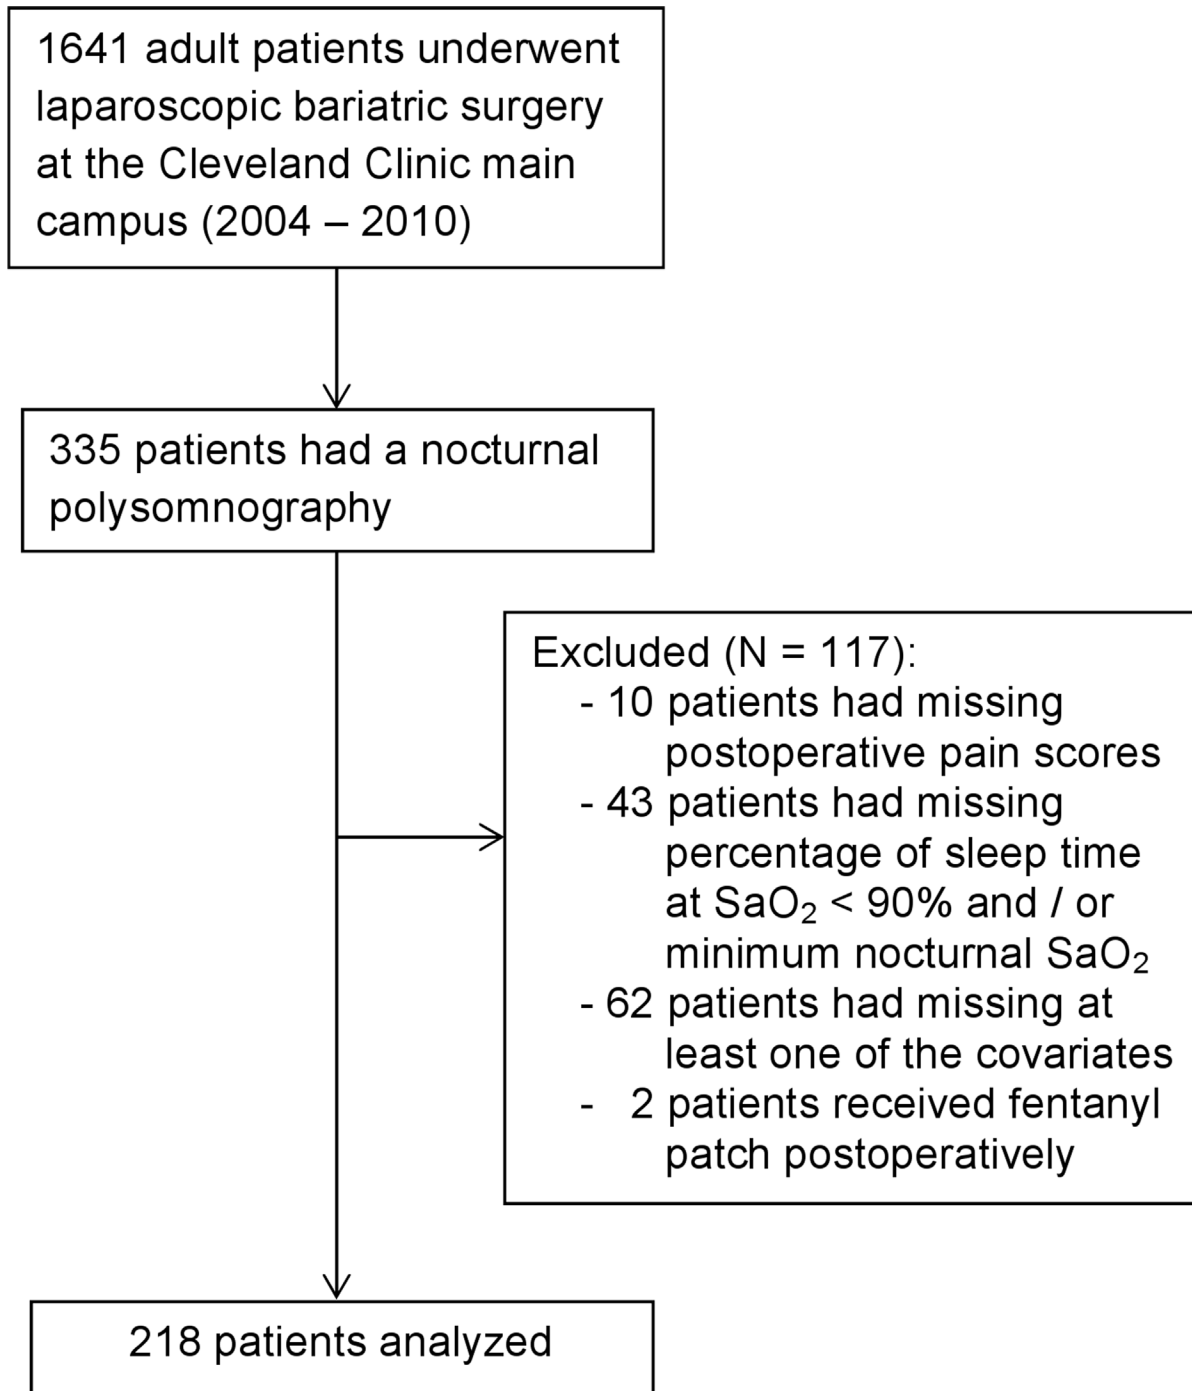 1641 adult patients underwent
laparoscopic bariatric surgery
at the Cleveland Clinic main
campus (2004 – 2010)
335 patients had a nocturnal
polysomnography
Excluded (N = 117):
- 10 patients had missing
postoperative pain scores
- 43 patients had missing
percentage of sleep time
at SaO₂ < 90% and / or
minimum nocturnal SaO₂
- 62 patients had missing at
least one of the covariates
- 2 patients received fentanyl
patch postoperatively
218 patients analyzed